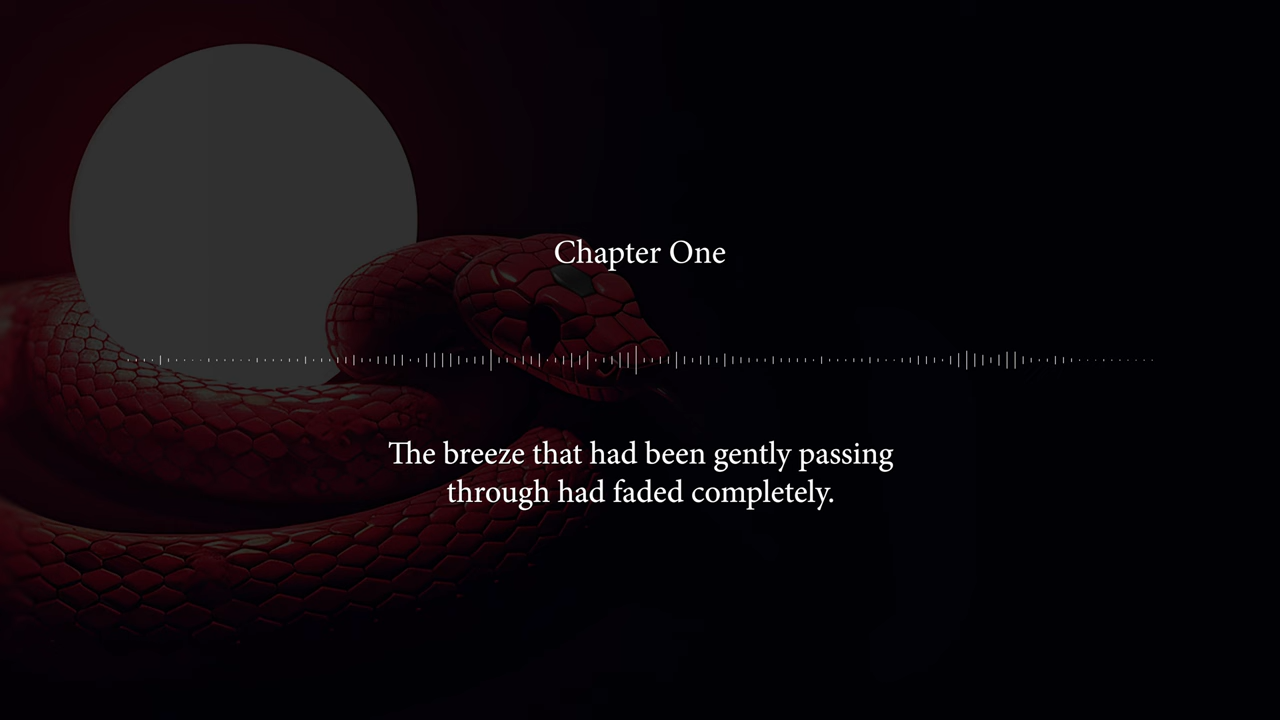 Chapter One
The breeze that had been gently passing
through had faded completely.